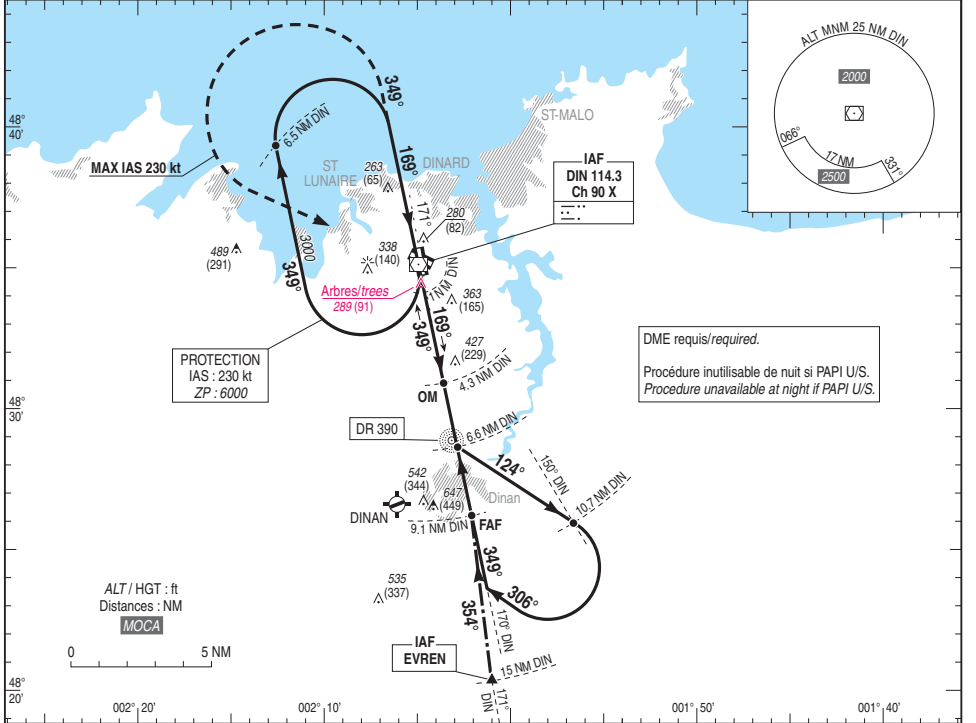 ALT MNM 25 NM DIN
2000
066°
17 NM
331°
2500
48°
40'
349°
6.5 NM DIN
ST-MALO
MAX IAS 230 kt
ST
LUNAIRE
263
(65)
169°
DINARD
IAF
DIN 114.3
Ch 90 X
171°
280
(82)
489
(291)
3000
349°
338
(140)
Arbres/trees
289 (91)
1 NM DIN
363
(165)
169°
349°
427
(229)
DME requis/required.
Procédure inutilisable de nuit si PAPI U/S.
Procedure unavailable at night if PAPI U/S.
PROTECTION
IAS : 230 kt
ZP : 6000
4.3 NM DIN
OM
48°
30'
DR 390
6.6 NM DIN
124°
150° DIN
10.7 NM DIN
542
(344)
647
(449)
Dinan
DINAN
9.1 NM DIN
FAF
349°
306°
535
(337)
354°
170° DIN
ALT / HGT : ft
Distances : NM
MOCA
0
5 NM
IAF
EVREN
15 NM DIN
171°
DIN
48°
20'
002° 20'
002° 10'
001° 50'
001° 40'